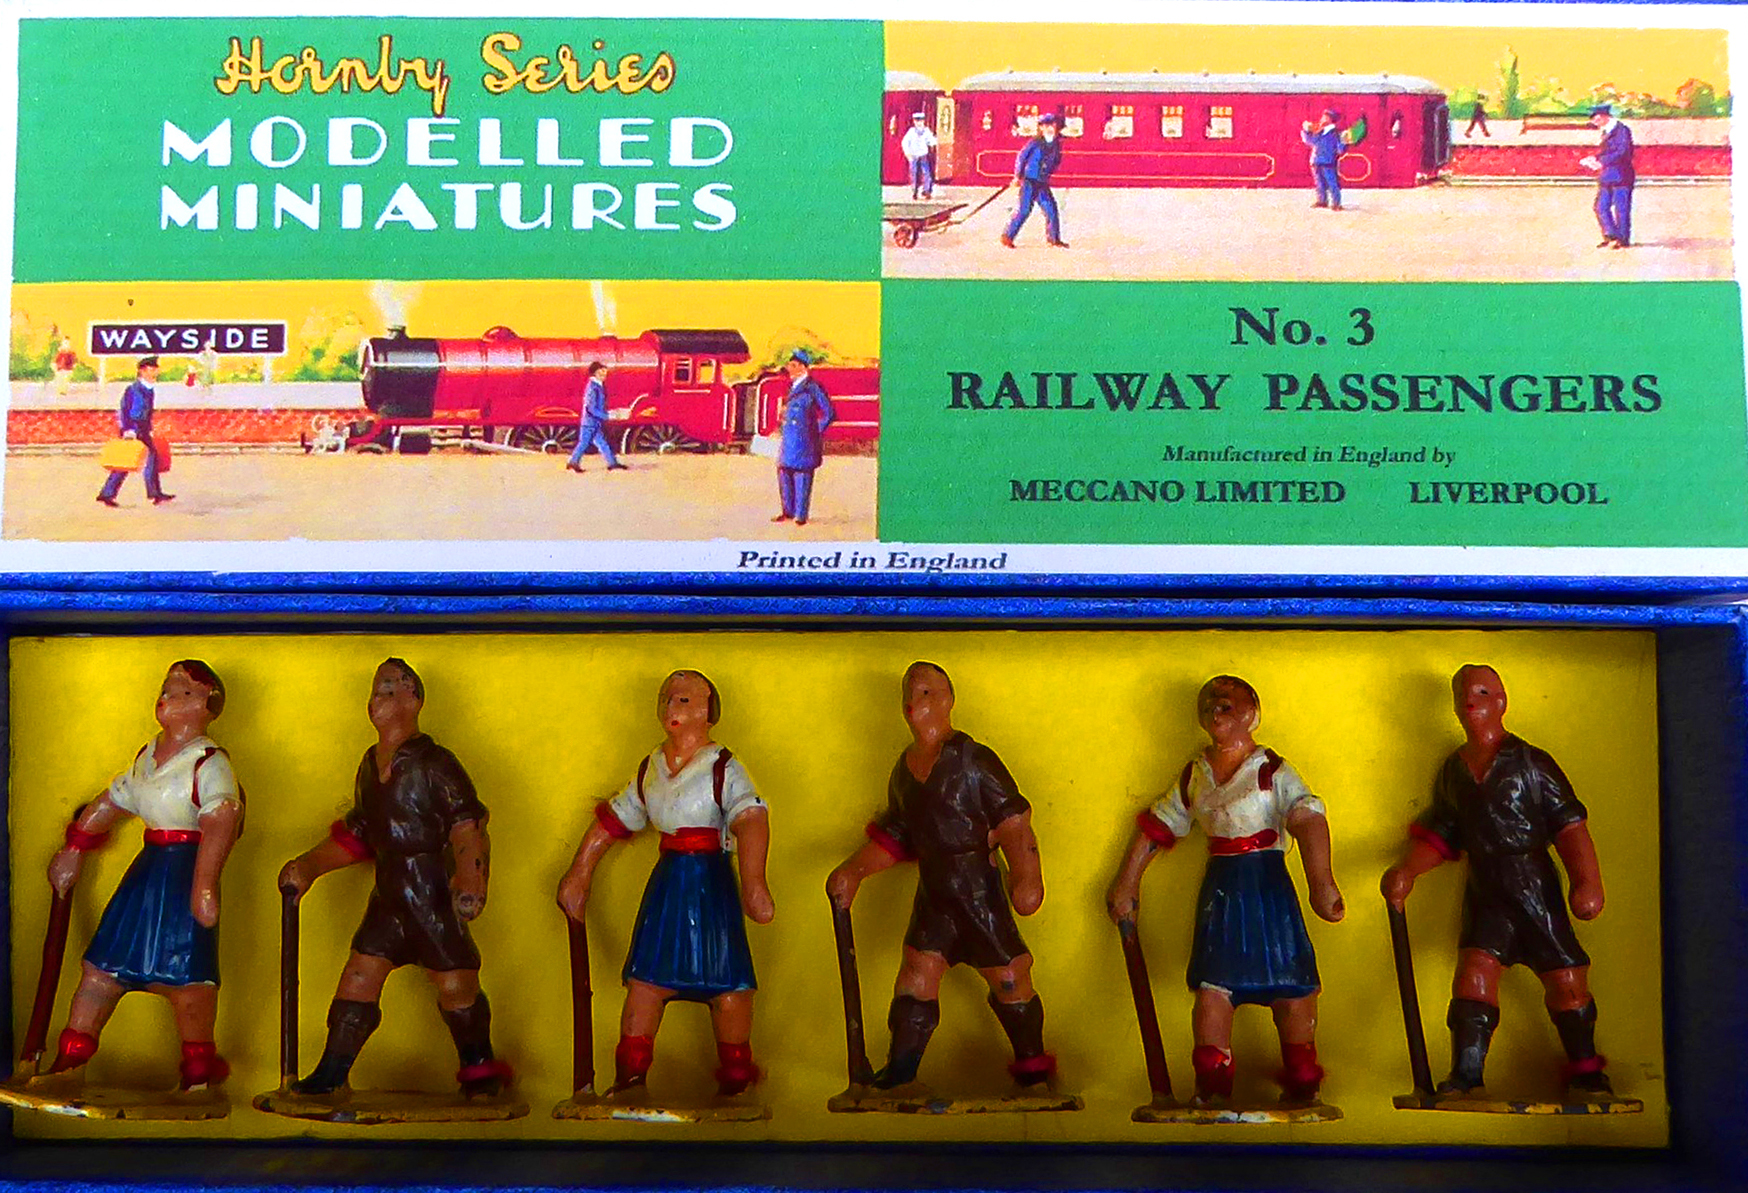 Hornby Series
MODELLED
MINIATURES
WAYSIDE
No. 3
RAILWAY PASSENGERS
Manufactured in England by
MECCANO LIMITED LIVERPOOL
Printed in England